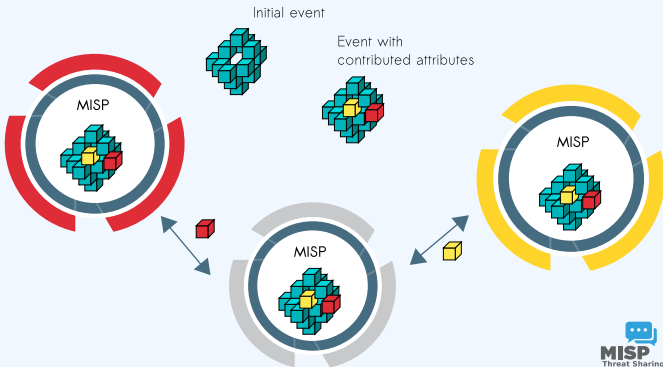 Initial event
Event with
contributed attributes
MISP
MISP
MISP
MISP
Threat Sharing